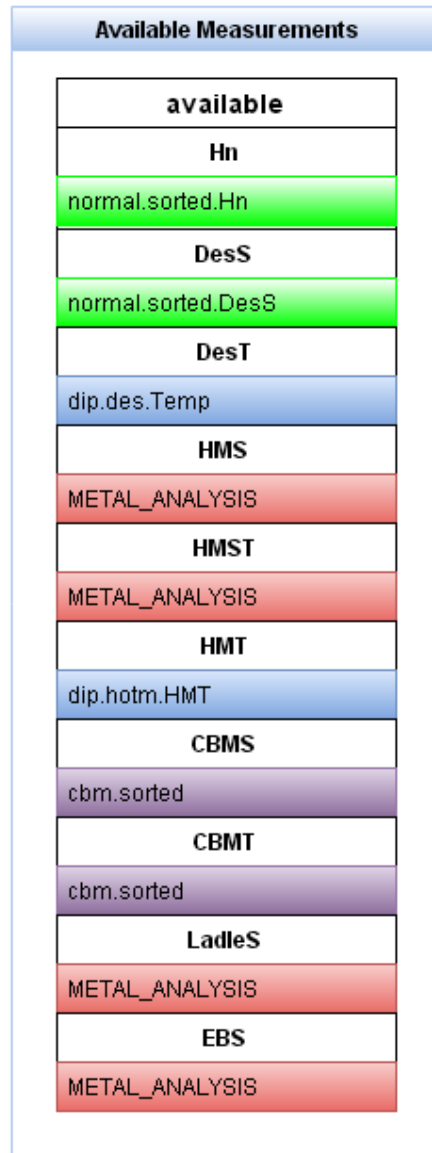 Available Measurements
available
Hn
normal.sorted.Hn
DesS
normal.sorted.DesS
DesT
dip.des.Temp
HMS
METAL_ANALYSIS
HMST
METAL_ANALYSIS
HMT
dip.hotm.HMT
CBMS
cbm.sorted
CBMT
cbm.sorted
LadleS
METAL_ANALYSIS
EBS
METAL_ANALYSIS